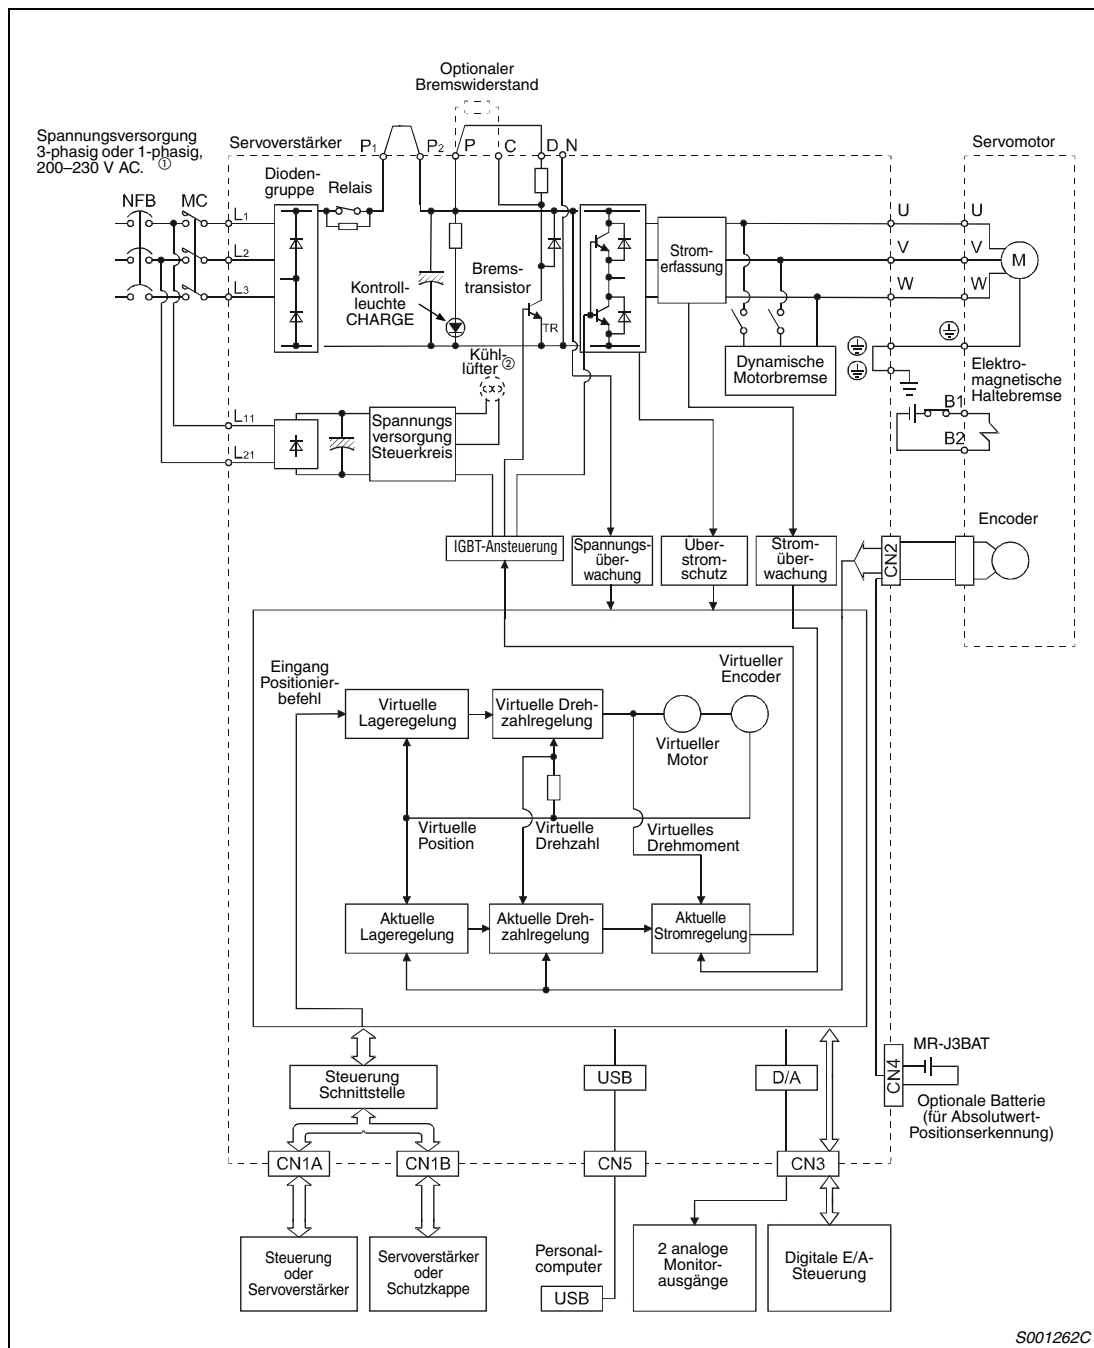 Optionaler
Bremswiderstand
Spannungsversorgung
3-phasig oder 1-phasig,
200–230 V AC. ①
Servoverstärker
P1
P2
P
C
D
N
Servomotor
NFB
MC
Dioden-
gruppe
Relais
L1
L2
L3
Kontroll-
leuchte
CHARGE
Brems-
transistor
TR
Strom-
erfassung
U
V
W
U
V
W
M
Dynamische
Motorbremse
Kühl-
lüfter ②
Elektro-
magnetische
Haltebremse
B1
B2
L11
L21
Spannungs
versorgung
Steuerkreis
IGBT-Ansteuerung
Spannungs-
über-
wachung
Über-
strom-
schutz
Strom-
über-
wachung
CN2
Encoder
Eingang
Positionier-
befehl
Virtuelle
Lageregelung
Virtuelle Dreh-
zahlregelung
Virtueller
Motor
Virtueller
Encoder
Virtuelle
Position
Virtuelle
Drehzahl
Virtuelles
Drehmoment
Aktuelle
Lageregelung
Aktuelle Dreh-
zahlregelung
Aktuelle
Stromregelung
Steuerung
Schnittstelle
USB
D/A
CN4
MR-J3BAT
Optionale Batterie
(für Absolutwert-
Positionserkennung)
CN1A
CN1B
CN5
CN3
Steuerung
oder
Servoverstärker
Servoverstärker
oder
Schutzkappe
Personal-
computer
USB
2 analoge
Monitor-
ausgänge
Digitale E/A-
Steuerung
S001262C